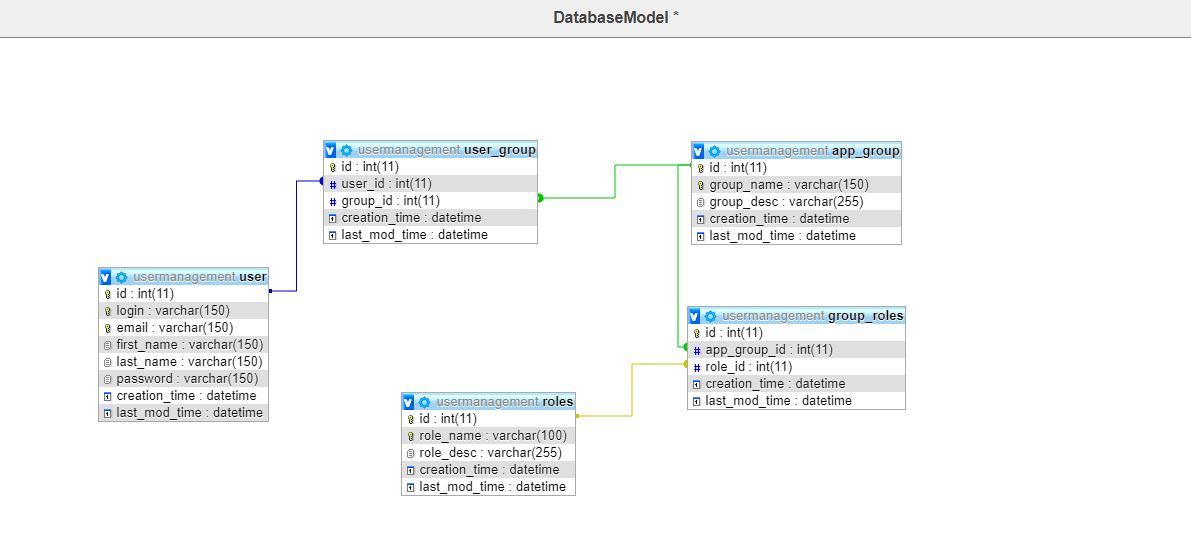 DatabaseModel *
usermanagement user_group
id : int(11)
user_id : int(11)
group_id : int(11)
creation_time : datetime
last_mod_time : datetime
usermanagement app_group
id : int(11)
group_name : varchar(150)
group_desc : varchar(255)
creation_time : datetime
last_mod_time : datetime
usermanagement user
id : int(11)
login : varchar(150)
email : varchar(150)
first_name : varchar(150)
last_name : varchar(150)
password : varchar(150)
creation_time : datetime
last_mod_time : datetime
usermanagement group_roles
id : int(11)
app_group_id : int(11)
role_id : int(11)
creation_time : datetime
last_mod_time : datetime
usermanagement roles
id : int(11)
role_name : varchar(100)
role_desc : varchar(255)
creation_time : datetime
last_mod_time : datetime